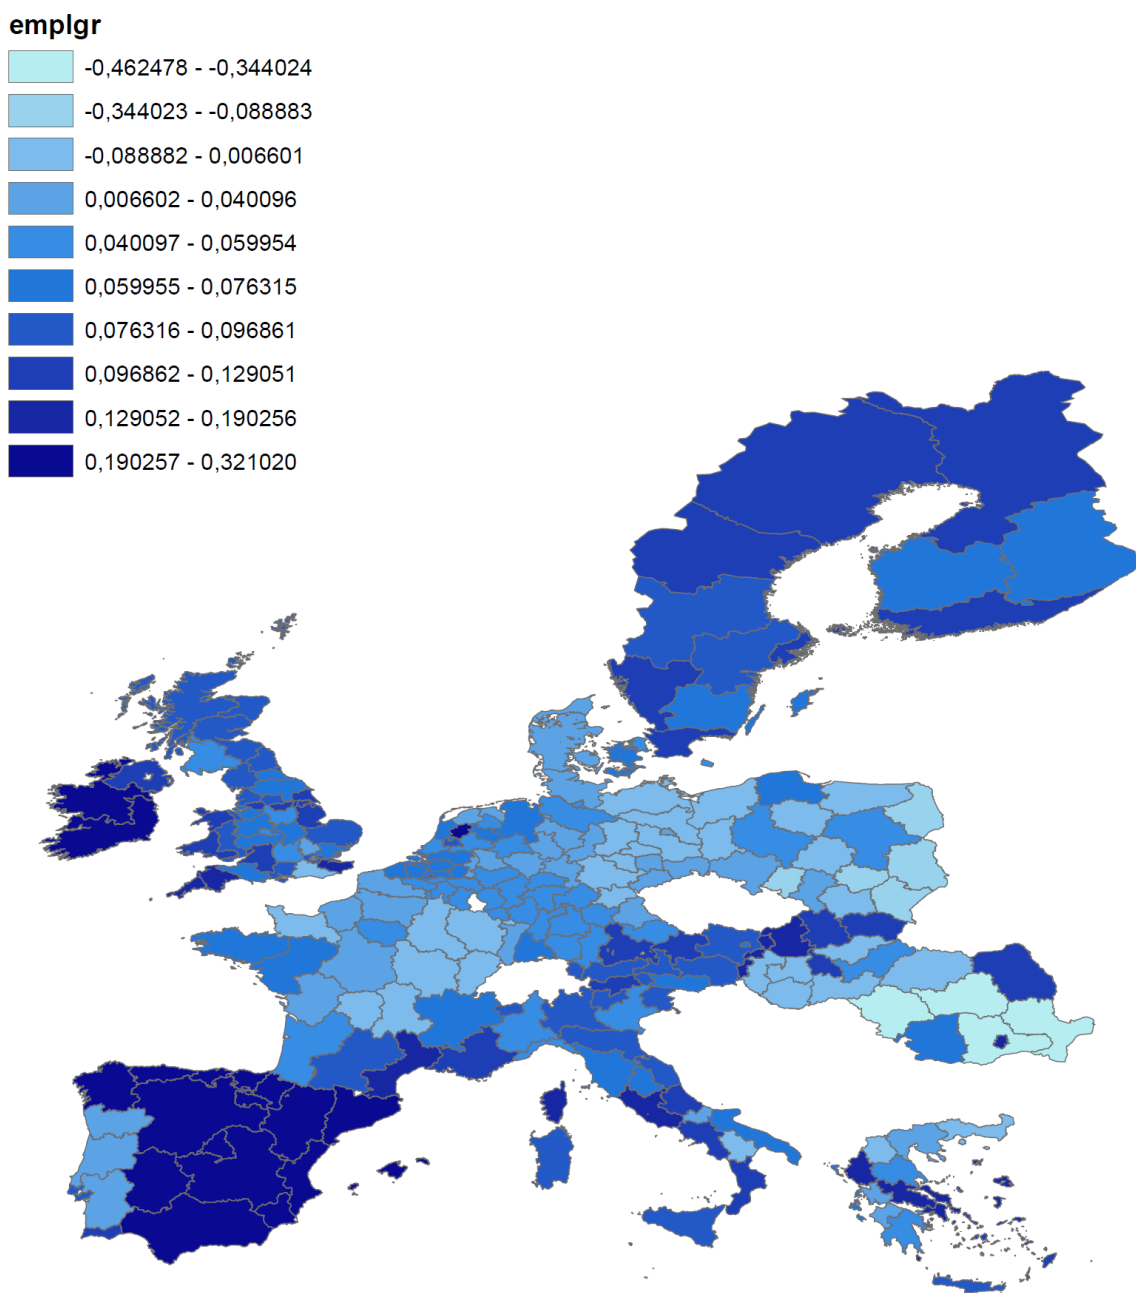 emplgr
-0,462478 - -0,344024
-0,344023 - -0,088883
-0,088882 - 0,006601
0,006602 - 0,040096
0,040097 - 0,059954
0,059955 - 0,076315
0,076316 - 0,096861
0,096862 - 0,129051
0,129052 - 0,190256
0,190257 - 0,321020